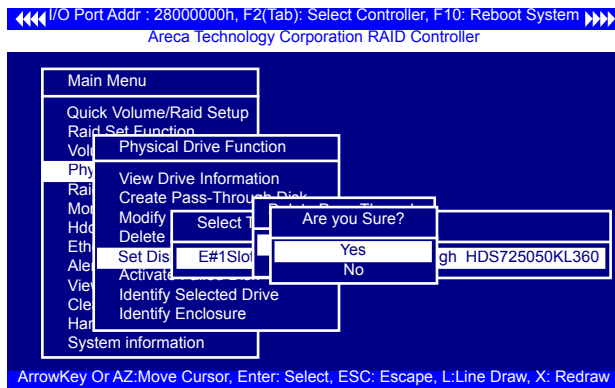 I/O Port Addr : 28000000h, F2(Tab): Select Controller, F10: Reboot System
Areca Technology Corporation RAID Controller
Main Menu
Quick Volume/Raid Setup
Raid Set Function
Physical Drive Function
View Drive Information
Create Pass-Through Disk
Modify
Select
Are you Sure?
Delete
Yes
Set Dis
E#1Slo
gh HDS725050KL360
No
Identify Selected Drive
Identify Enclosure
System information
ArrowKey Or AZ:Move Cursor, Enter: Select, ESC: Escape, L:Line Draw, X: Redraw